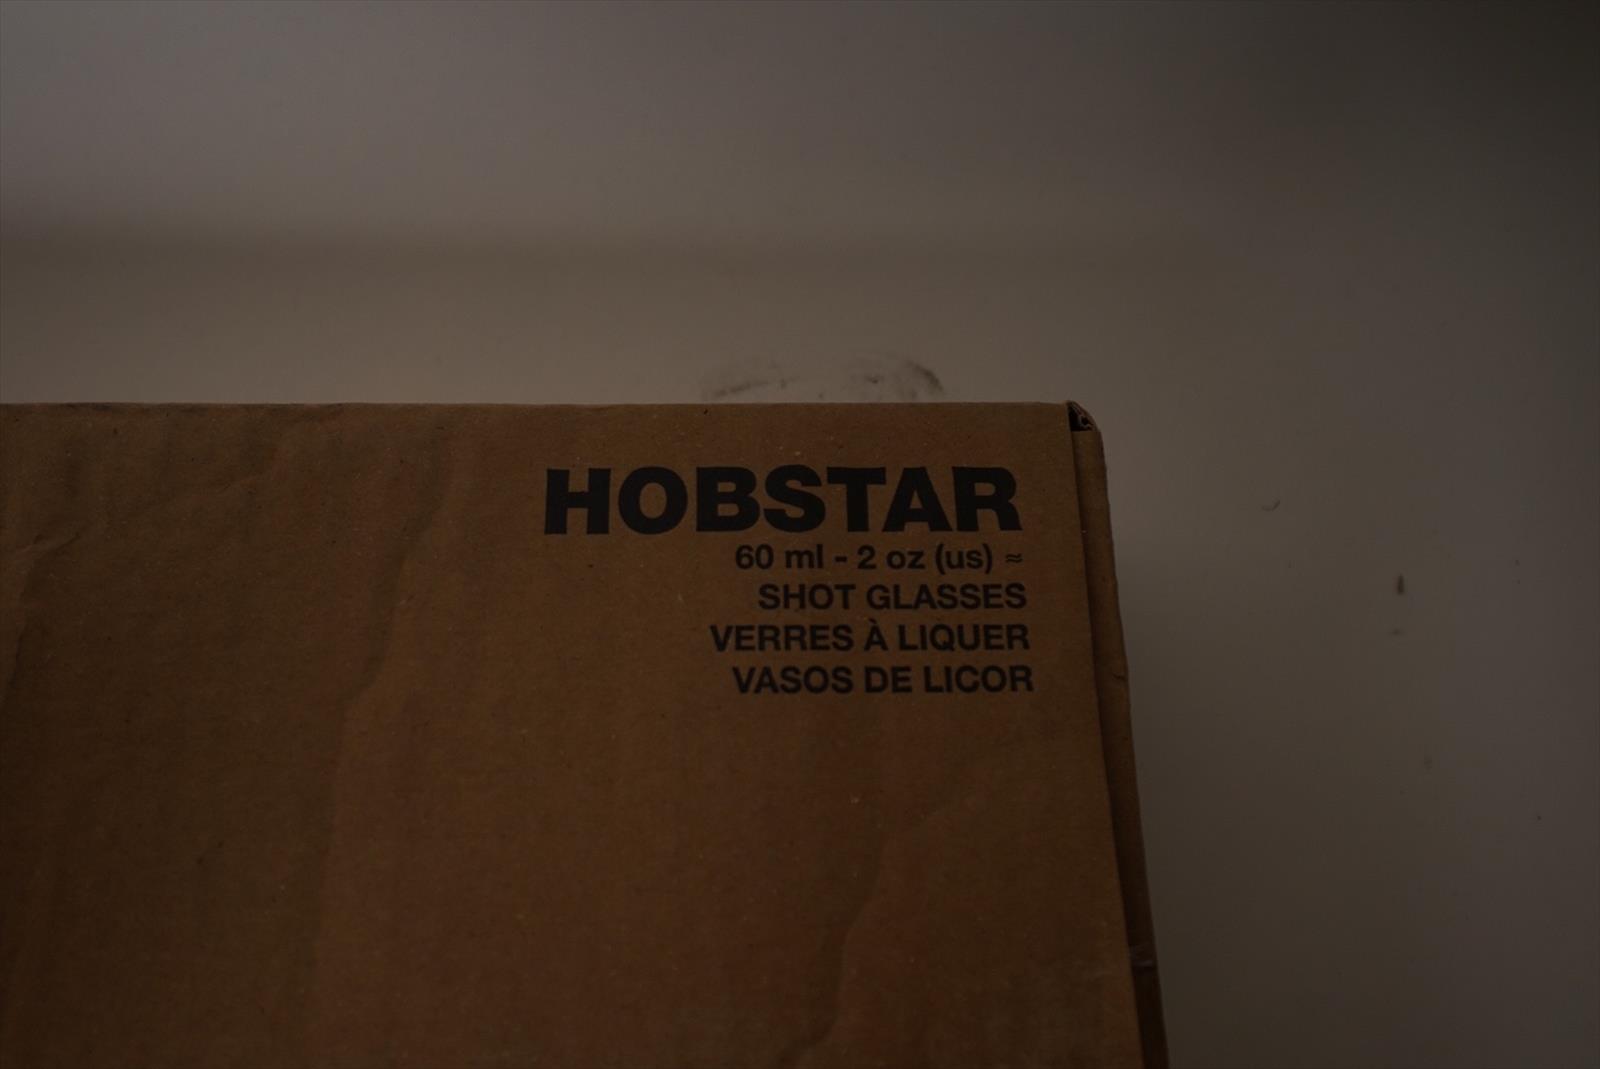 HOBSTAR
60 ml - 2 oz (us) ≈
SHOT GLASSES
VERRES À LIQUER
VASOS DE LICOR